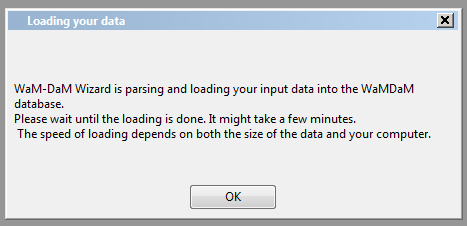 Loading your data
WaM-DaM Wizard is parsing and loading your input data into the WaMDaM
database.
Please wait until the loading is done. It might take a few minutes.
The speed of loading depends on both the size of the data and your computer.
OK